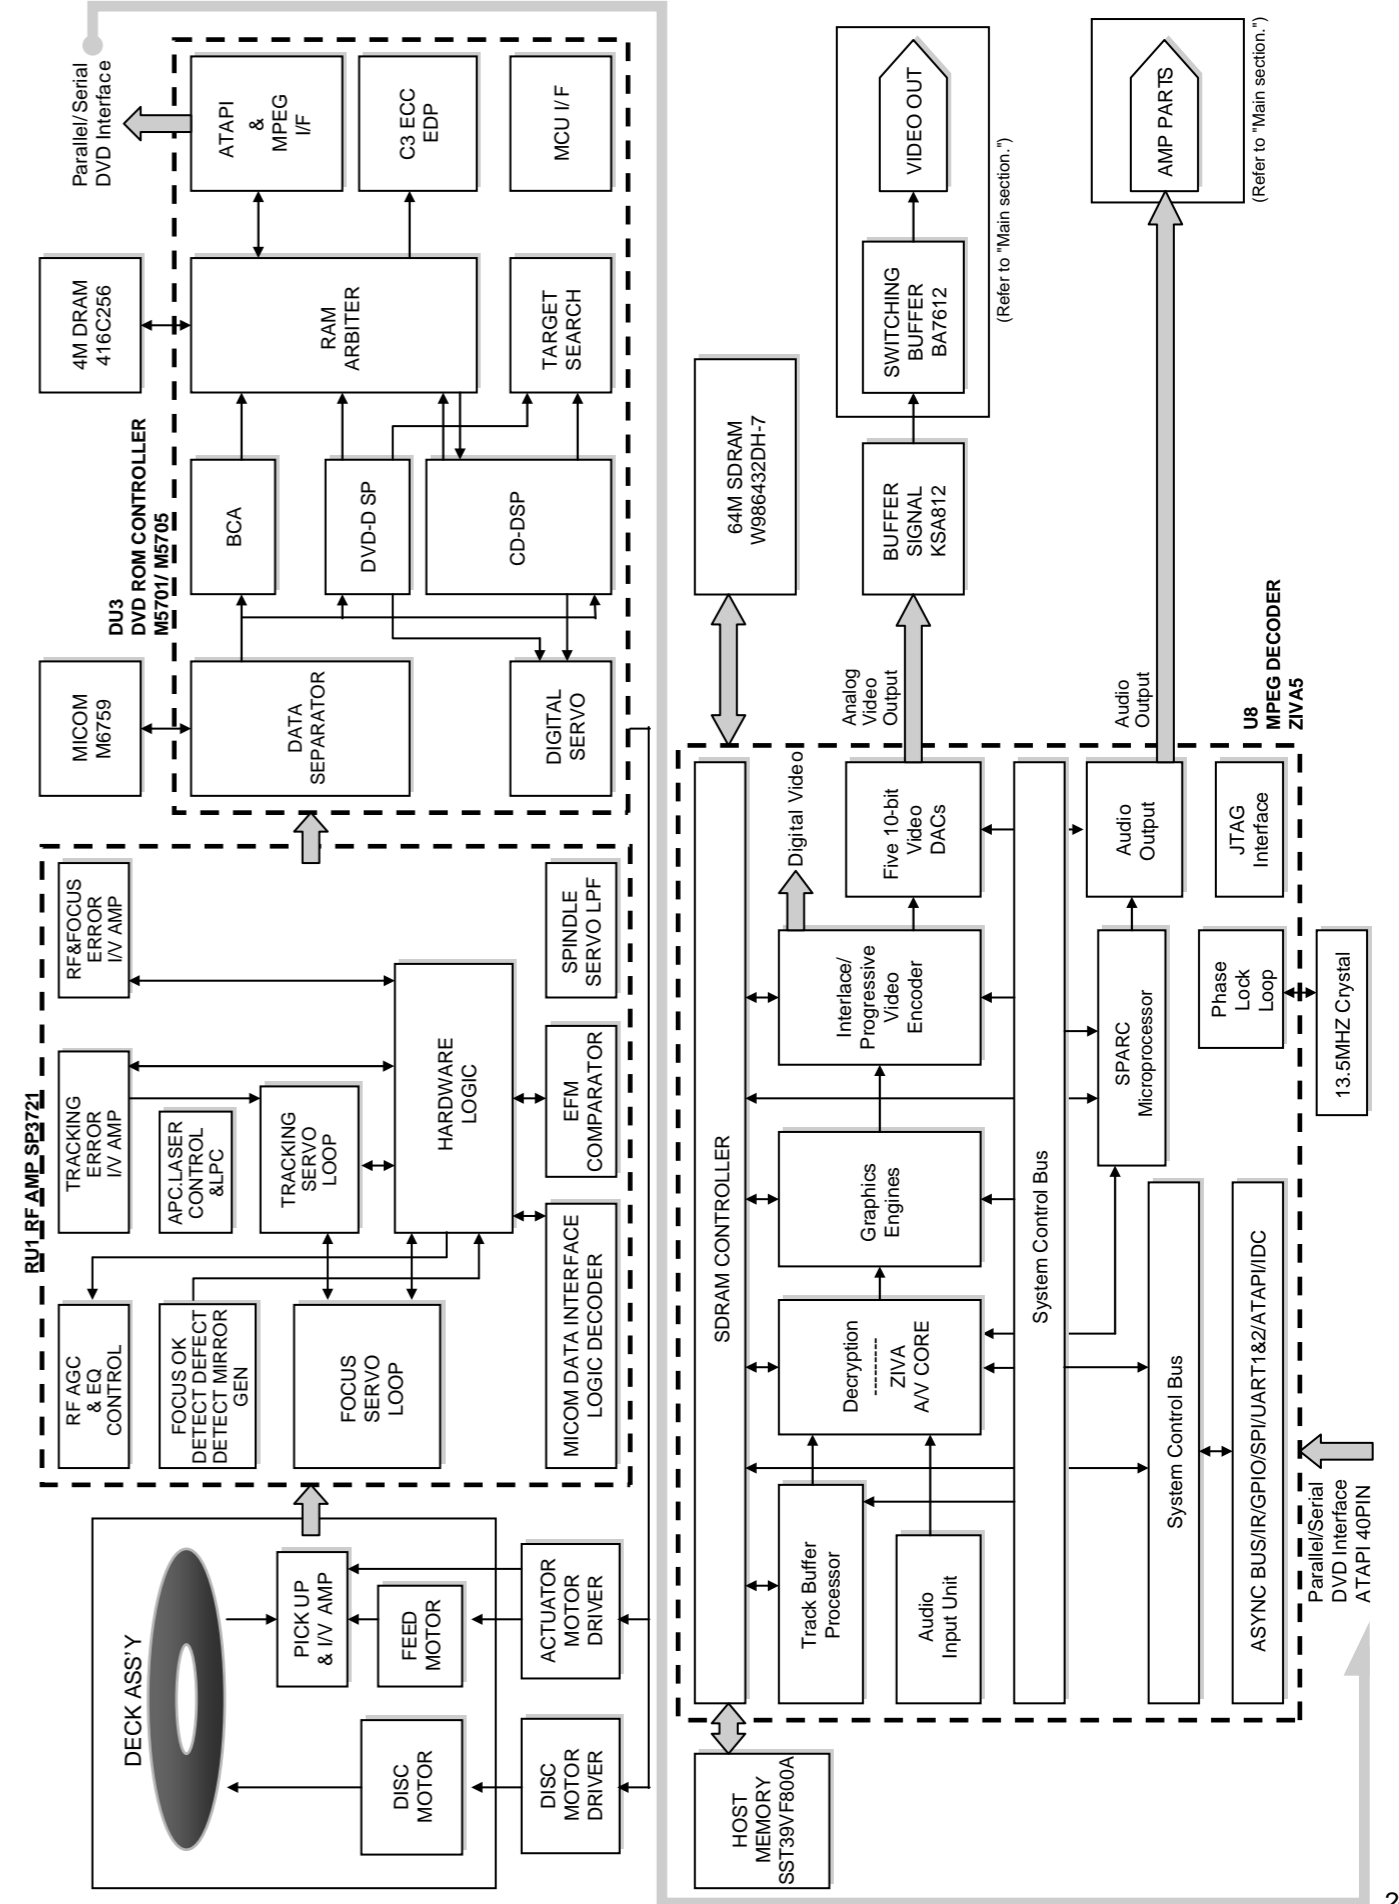 DECK ASS'Y
PICK UP
& I/V AMP
FEED
MOTOR
DISC
MOTOR
ACTUATOR
MOTOR
DRIVER
DISC
MOTOR
DRIVER
RU1 RF AMP SP3721
RF AGC
& EQ
CONTROL
TRACKING
ERROR
I/V AMP
RF&FOCUS
ERROR
I/V AMP
FOCUS OK
DETECT DEFECT
DETECT MIRROR
GEN
APC.LASER
CONTROL
&LPC
TRACKING
SERVO
LOOP
FOCUS
SERVO
LOOP
HARDWARE
LOGIC
MICOM DATA INTERFACE
LOGIC DECODER
EFM
COMPARATOR
SPINDLE
SERVO LPF
MICOM
M6759
DU3
DVD ROM CONTROLLER
M5701/ M5705
4M DRAM
416C256
Parallel/Serial
DVD Interface
DATA
SEPARATOR
DIGITAL
SERVO
BCA
DVD-D SP
CD-DSP
RAM
ARBITER
TARGET
SEARCH
ATAPI
&
MPEG
I/F
C3 ECC
EDP
MCU I/ F
HOST
MEMORY
SST39VF800A
SDRAM CONTROLLER
64M SDRAM
W986432DH-7
Track Buffer
Processor
Audio
Input Unit
Decryption
----------
ZIVA
A/V CORE
Graphics
Engines
Interlace/
Progressive
Video
Encoder
Digital Video
Five 10-bit
Video
DACs
Analog
Video
Output
BUFFER
SIGNAL
KSA812
SWITCHING
BUFFER
BA7612
VIDEO OUT
(Refer to "Main section.")
System Control Bus
SPARC
Microprocessor
Audio
Output
Audio
Output
AMP PARTS
(Refer to "Main section.")
System Control Bus
ASYNC BUS/IR/GPIO/SPI/UART1&2/ATAPI/IDC
Phase
Lock
Loop
JTAG
Interface
U8
MPEG DECODER
ZIVA5
Parallel/Serial
DVD Interface
ATAPI 40PIN
13.5MHZ Crystal
2